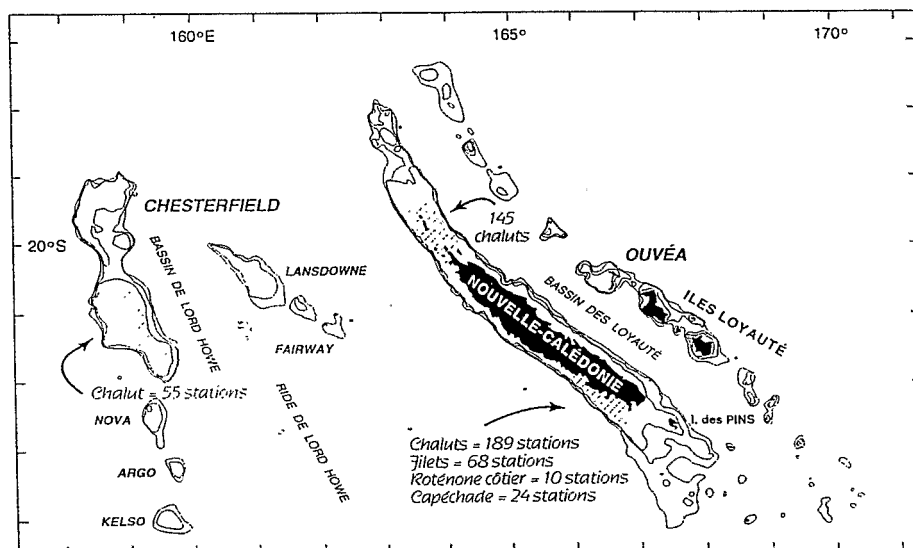 160°E
165°
170°
CHESTERFIELD
145
chaluts
20°S
OUVÉA
BASSIN DE LORD HOWE
LANSDOWNE
ILES LOYAUTÉ
BASSIN DES LOYAUTÉ
NOUVELLE-CALÉDONIE
FAIRWAY
Chalut = 55 stations
RIDE DE LORD HOWE
NOVA
I. des PINS
Chaluts = 189 stations
Filets = 68 stations
Roténone côtier = 10 stations
Capéchade = 24 stations
ARGO
KELSO